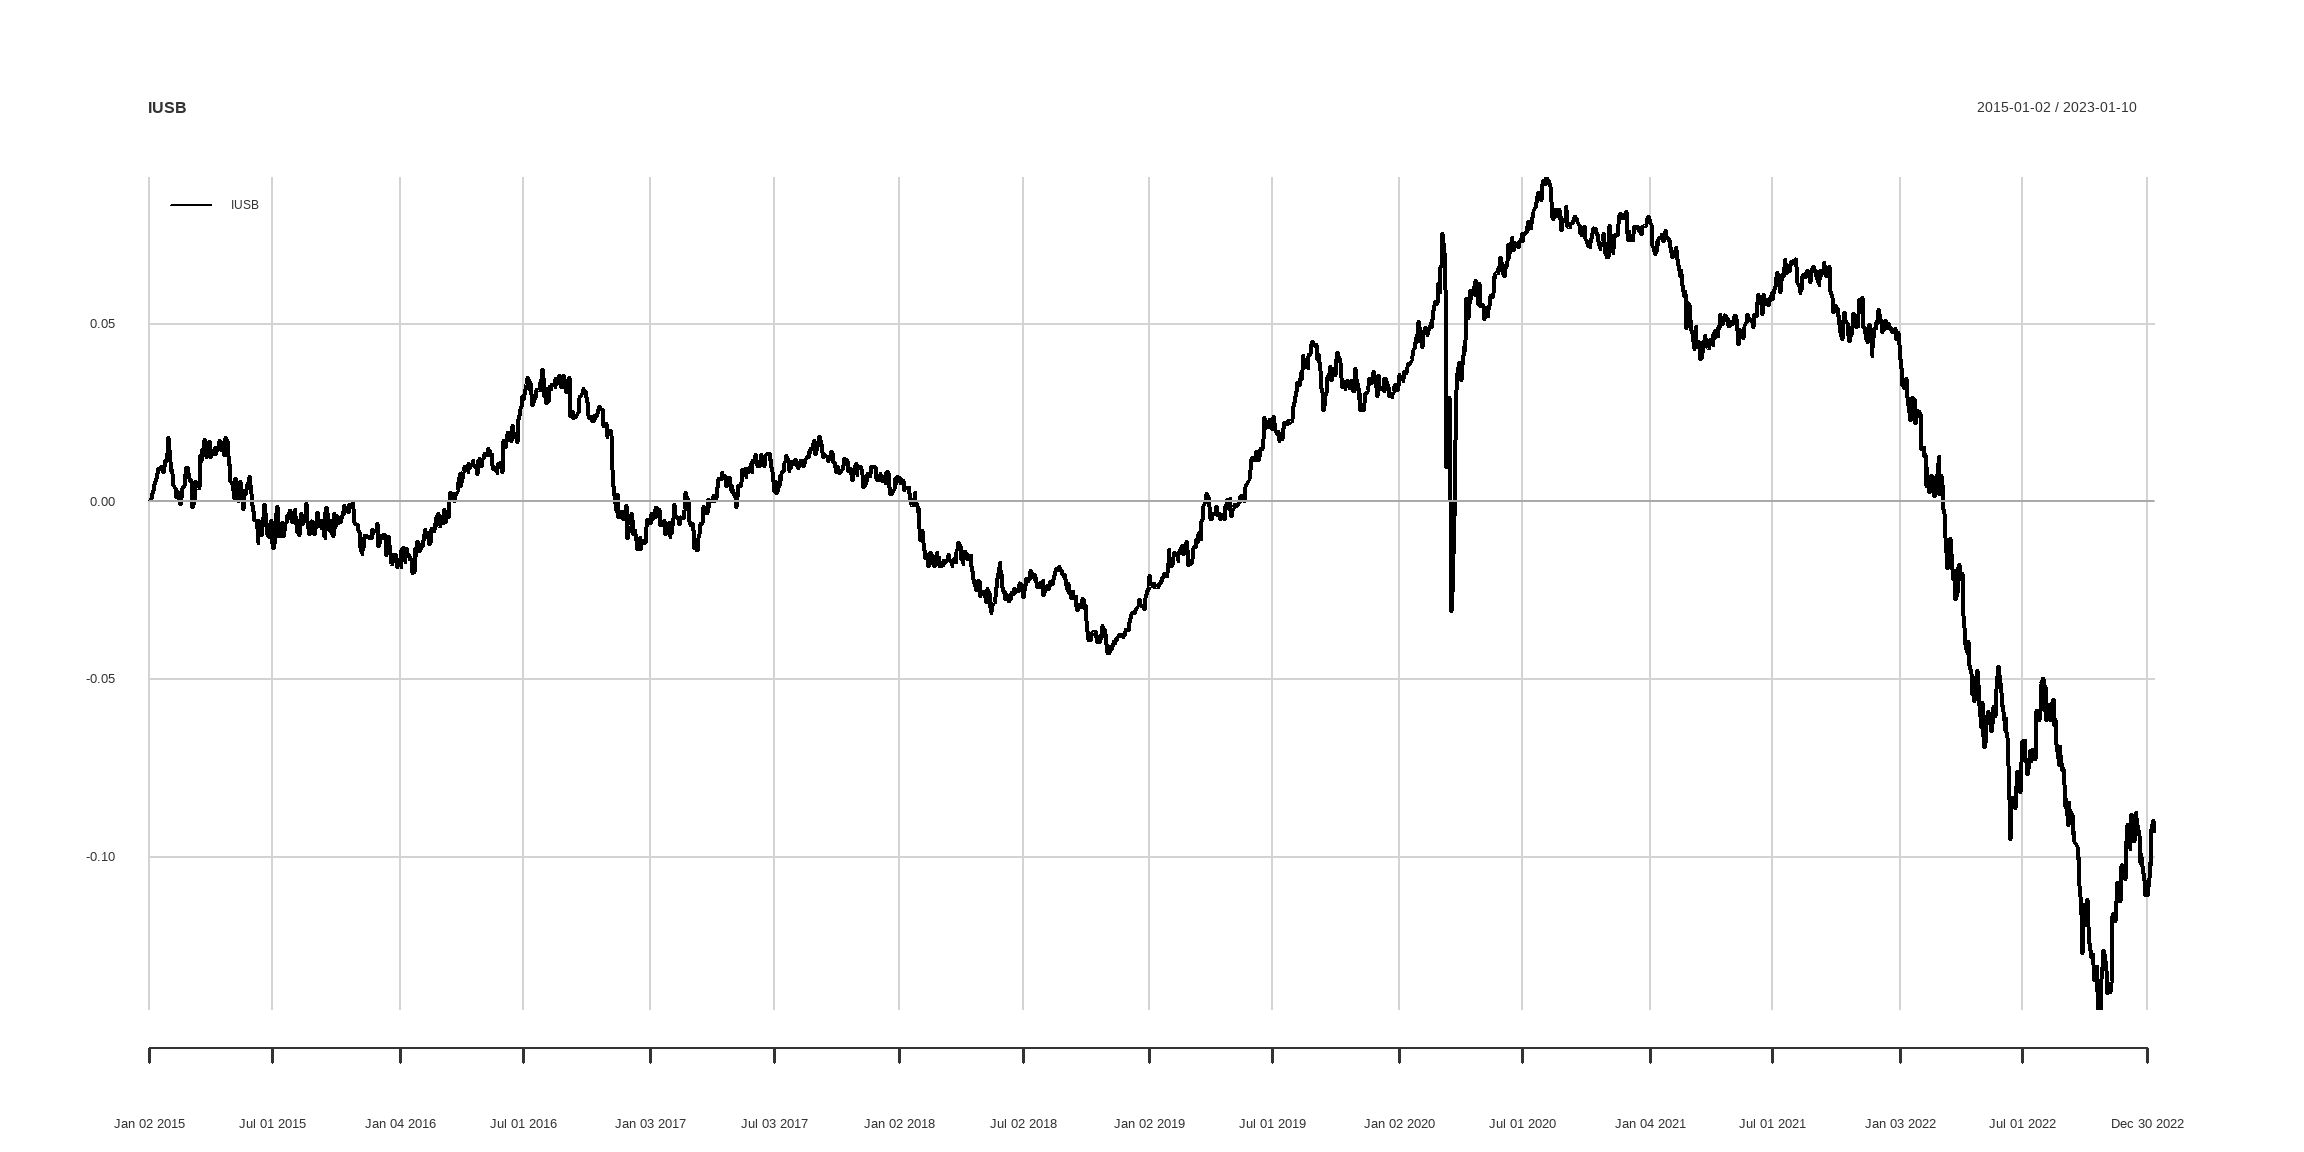 IUSB
2015-01-02 / 2023-01-10
IUSB
0.05
0.00
-0.05
-0.10
Jan 02 2015
Jul 01 2015
Jan 04 2016
Jul 01 2016
Jan 03 2017
Jul 03 2017
Jan 02 2018
Jul 02 2018
Jan 02 2019
Jul 01 2019
Jan 02 2020
Jul 01 2020
Jan 04 2021
Jul 01 2021
Jan 03 2022
Jul 01 2022
Dec 30 2022